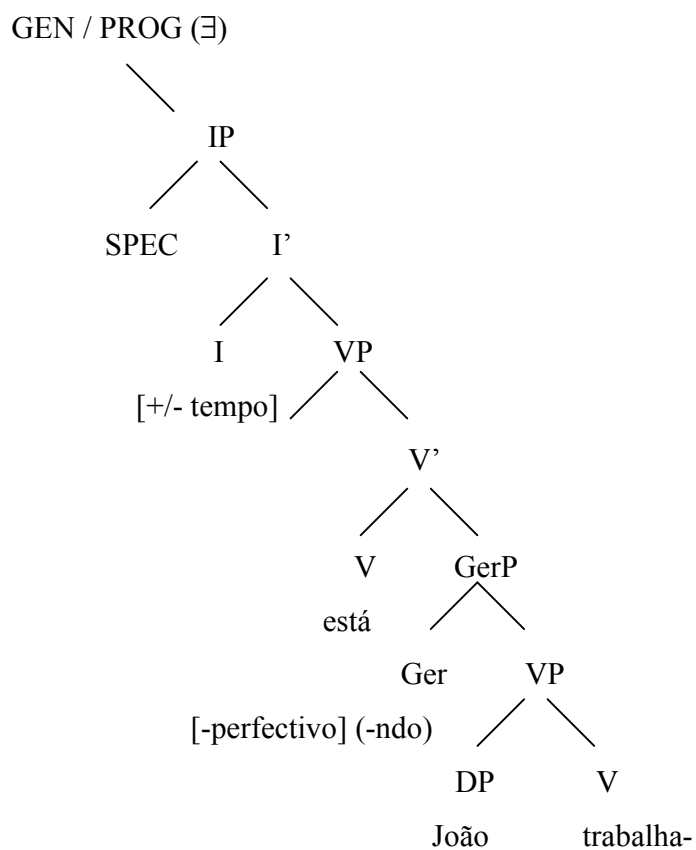 GEN / PROG (∃)
IP
SPEC I’
I VP
[+/- tempo]
V’
V GerP
está
Ger VP
[-perfectivo] (-ndo)
DP V
João trabalha-